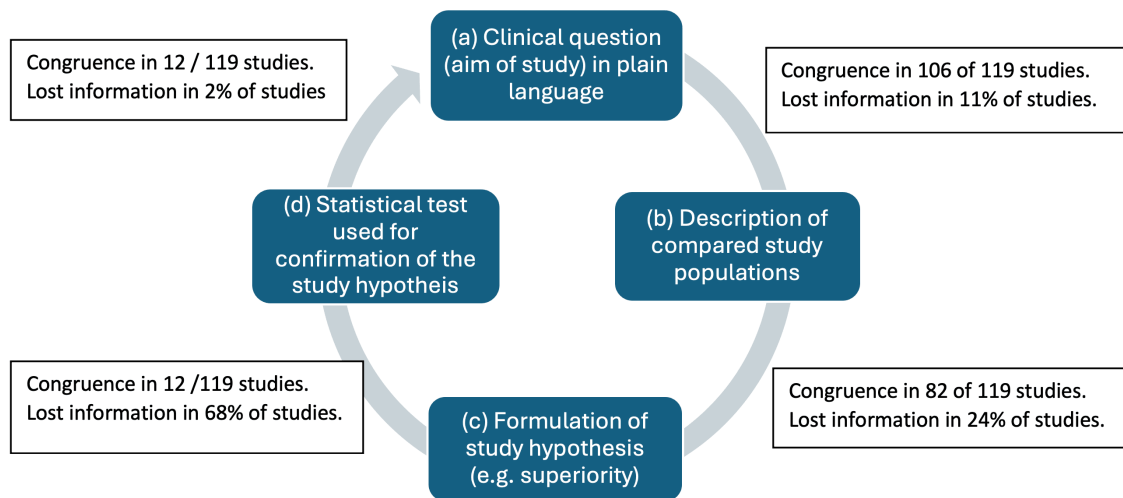 (a) Clinical question
(aim of study) in plain
language
Congruence in 106 of 119 studies.
Lost information in 11% of studies.
(b) Description of
compared study
populations
Congruence in 82 of 119 studies.
Lost information in 24% of studies.
(c) Formulation of
study hypothesis
(e.g. superiority)
Congruence in 12 /119 studies.
Lost information in 68% of studies.
(d) Statistical test
used for
confirmation of the
study hypotheis
Congruence in 12 / 119 studies.
Lost information in 2% of studies